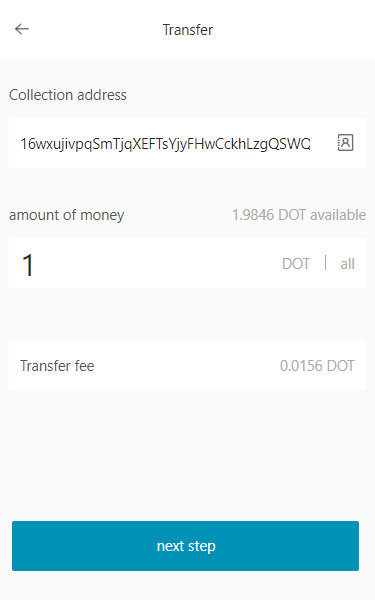 Transfer
Collection address
16wxujivpqSmTjqXEFTsYjyFHwCckhLzgQSWQ
amount of money 1.9846 DOT available
1 DOT | all
Transfer fee 0.0156 DOT
next step